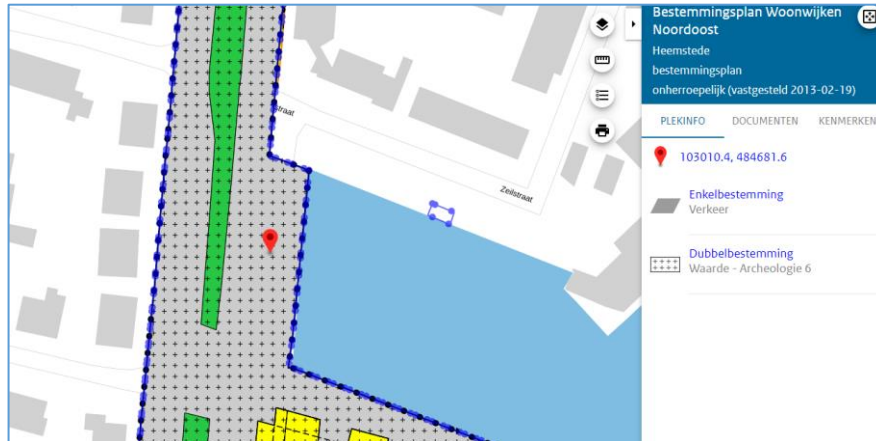 straat
Zeilstraat
Bestemmingsplan Woonwijken
Noordoost
Heemstede
bestemmingsplan
onherroepelijk (vastgesteld 2013-02-19)
PLEKINFO DOCUMENTEN KENMERKEN
103010.4, 484681.6
Enkelbestemming
Verkeer
Dubbelbestemming
Waarde - Archeologie 6